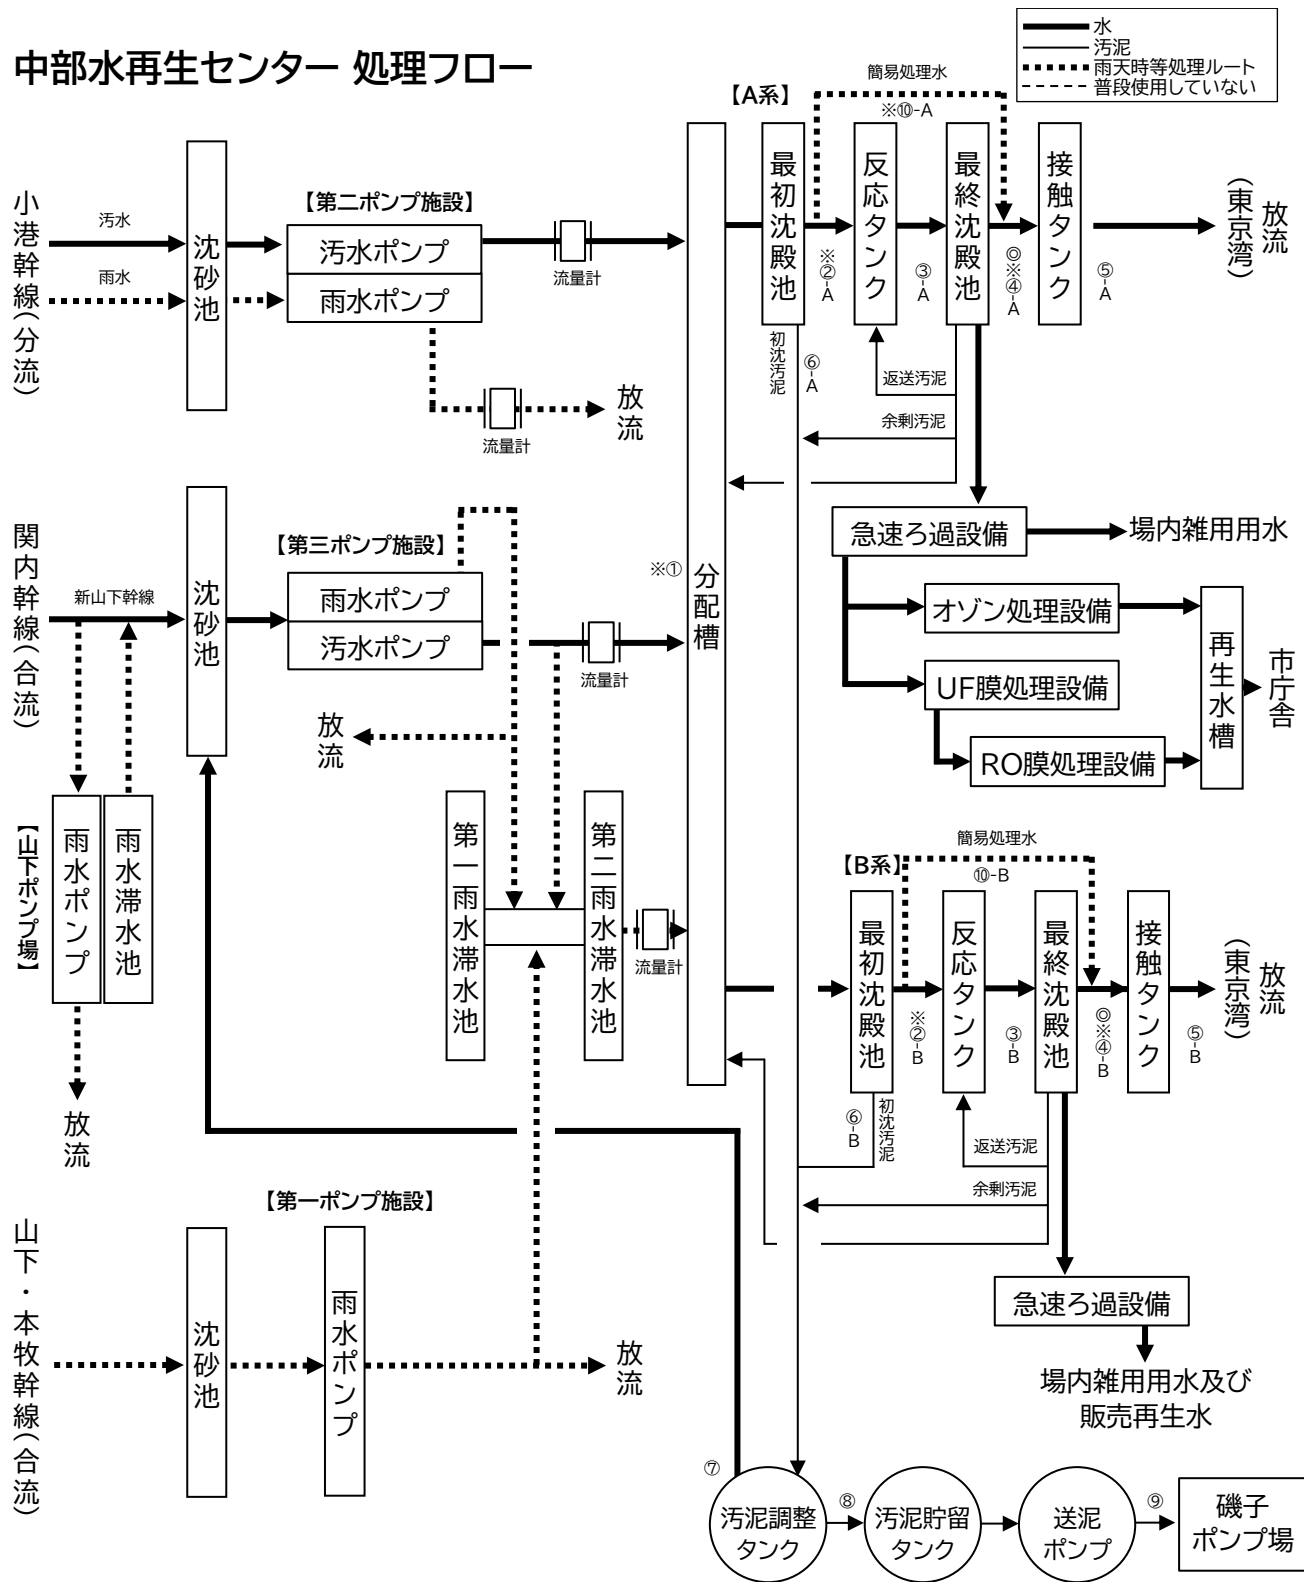 中部水再生センター 処理フロー
水
汚泥
雨天時等処理ルート
普段使用していない
小港幹線(分流)
汚水
雨水
沈砂池
【第二ポンプ施設】
汚水ポンプ
雨水ポンプ
流量計
流量計
放流
【A系】
簡易処理水
※⑩-A
最初沈殿池
※②-A
反応タンク
③-A
最終沈殿池
◎※④-A
接触タンク
⑤-A
放流
(東京湾)
初沈汚泥
⑥-A
返送汚泥
余剰汚泥
関内幹線(合流)
新山下幹線
沈砂池
【第三ポンプ施設】
雨水ポンプ
汚水ポンプ
流量計
放流
※①
分配槽
急速ろ過設備
場内雑用用水
オゾン処理設備
UF膜処理設備
RO膜処理設備
再生水槽
市庁舎
【山下ポンプ場】
雨水ポンプ
雨水滞水池
放流
第一雨水滞水池
第二雨水滞水池
流量計
【B系】
簡易処理水
⑩-B
最初沈殿池
※②-B
反応タンク
③-B
最終沈殿池
◎※④-B
接触タンク
⑤-B
放流
(東京湾)
⑥-B
初沈汚泥
返送汚泥
余剰汚泥
急速ろ過設備
場内雑用用水及び
販売再生水
山下・本牧幹線(合流)
沈砂池
【第一ポンプ施設】
雨水ポンプ
放流
⑦
汚泥調整
タンク
⑧
汚泥貯留
タンク
送泥
ポンプ
⑨
磯子
ポンプ場